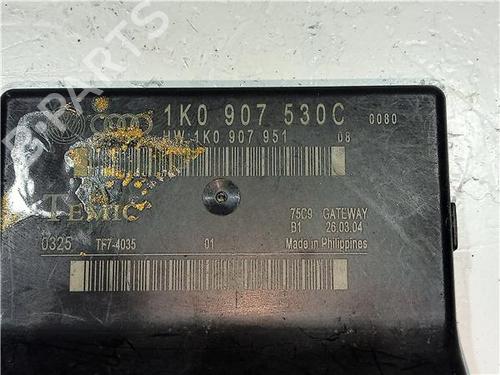 1K0 907 530C 0080
HW 1K0 907 951 08
TEMIC
75C9 GATEWAY
B1 26.03.04
0325 TF7-4035 01 Made in Philippines
B-PARTS